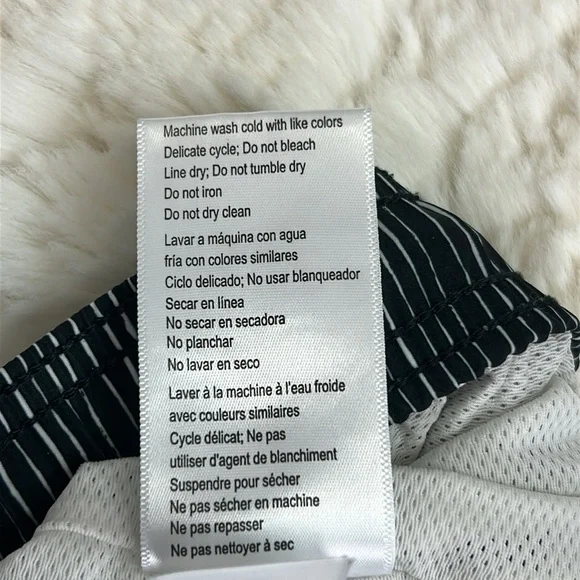 Machine wash cold with like colors
Delicate cycle; Do not bleach
Line dry; Do not tumble dry
Do not iron
Do not dry clean
Lavar a máquina con agua
fría con colores similares
Ciclo delicado; No usar blanqueador
Secar en línea
No secar en secadora
No planchar
No lavar en seco
Laver à la machine à l'eau froide
avec couleurs similaires
Cycle délicat; Ne pas
utiliser d'agent de blanchiment
Suspendre pour sécher
Ne pas sécher en machine
Ne pas repasser
Ne pas nettoyer à sec